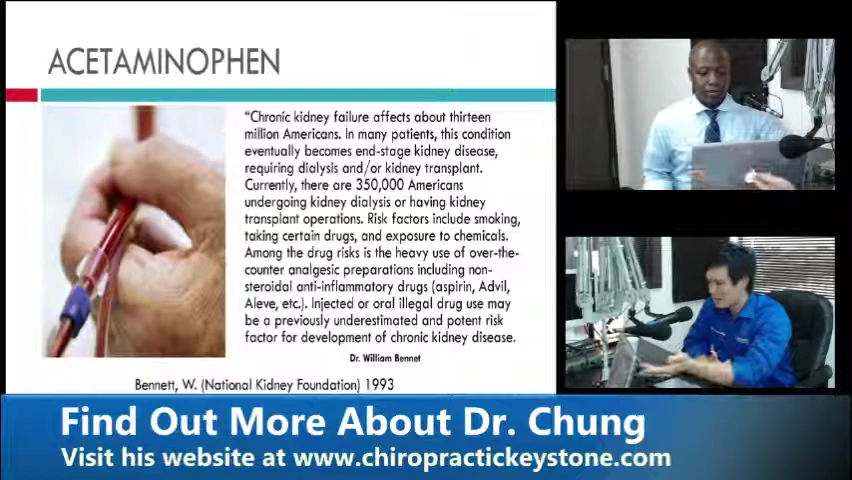 ACETAMINOPHEN
“Chronic kidney failure affects about thirteen
million Americans. In many patients, this condition
eventually becomes end-stage kidney disease,
requiring dialysis and/or kidney transplant.
Currently, there are 350,000 Americans
undergoing kidney dialysis or having kidney
transplant operations. Risk factors include smoking,
taking certain drugs, and exposure to chemicals.
Among the drug risks is the heavy use of over-the-
counter analgesic preparations including non-
steroidal anti-inflammatory drugs (aspirin, Advil,
Aleve, etc.). Injected or oral illegal drug use may
be a previously underestimated and potent risk
factor for development of chronic kidney disease.
Dr. William Bennet
Bennett, W. (National Kidney Foundation) 1993
Find Out More About Dr. Chung
Visit his website at www.chiropractickeystone.com